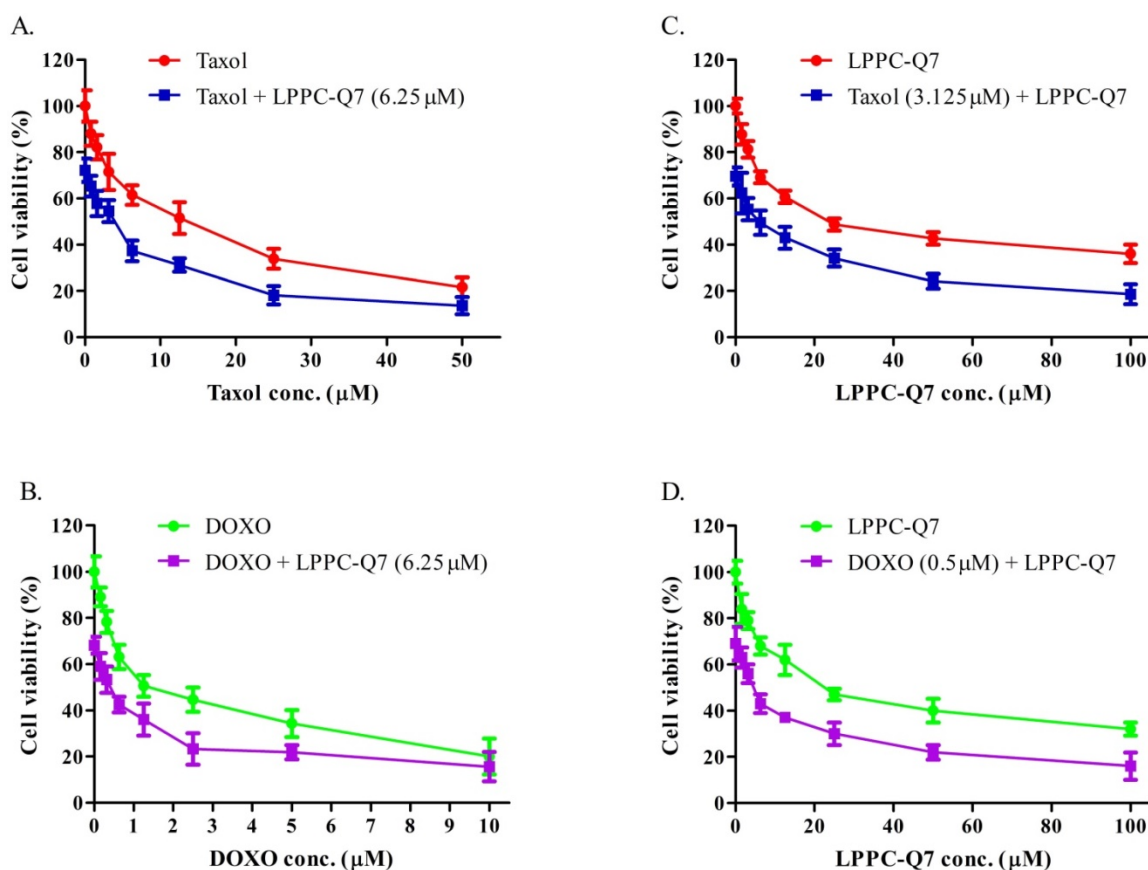 A.
Taxol
Taxol + LPPC-Q7 (6.25 μM)
Cell viability (%)
120
100
80
60
40
20
0
0 10 20 30 40 50
Taxol conc. (μM)
C.
LPPC-Q7
Taxol (3.125 μM) + LPPC-Q7
Cell viability (%)
120
100
80
60
40
20
0
0 20 40 60 80 100
LPPC-Q7 conc. (μM)
B.
DOXO
DOXO + LPPC-Q7 (6.25 μM)
Cell viability (%)
120
100
80
60
40
20
0
0 1 2 3 4 5 6 7 8 9 10
DOXO conc. (μM)
D.
LPPC-Q7
DOXO (0.5 μM) + LPPC-Q7
Cell viability (%)
120
100
80
60
40
20
0
0 20 40 60 80 100
LPPC-Q7 conc. (μM)